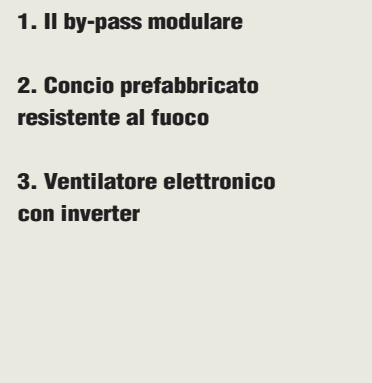 1. Il by-pass modulare
2. Concio prefabbricato
resistente al fuoco
3. Ventilatore elettronico
con inverter